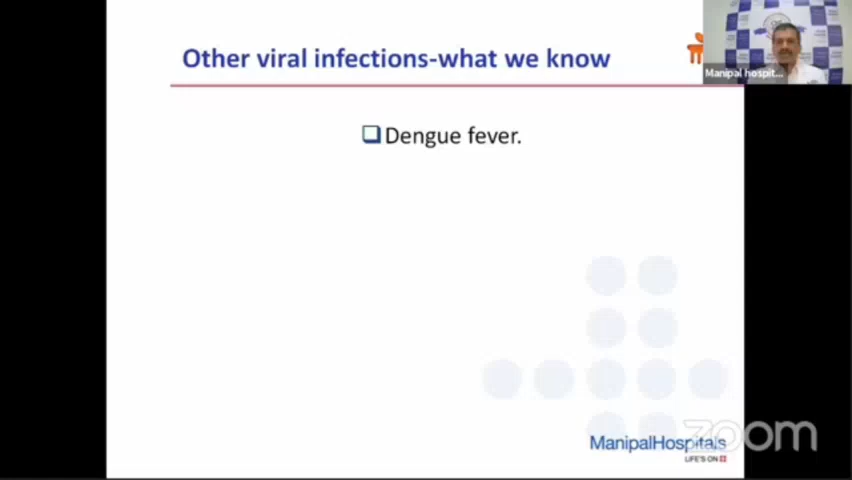 Other viral infections-what we know
Manipal hospit...
Dengue fever.
ManipalHospitals
LIFE'S ON
zoom